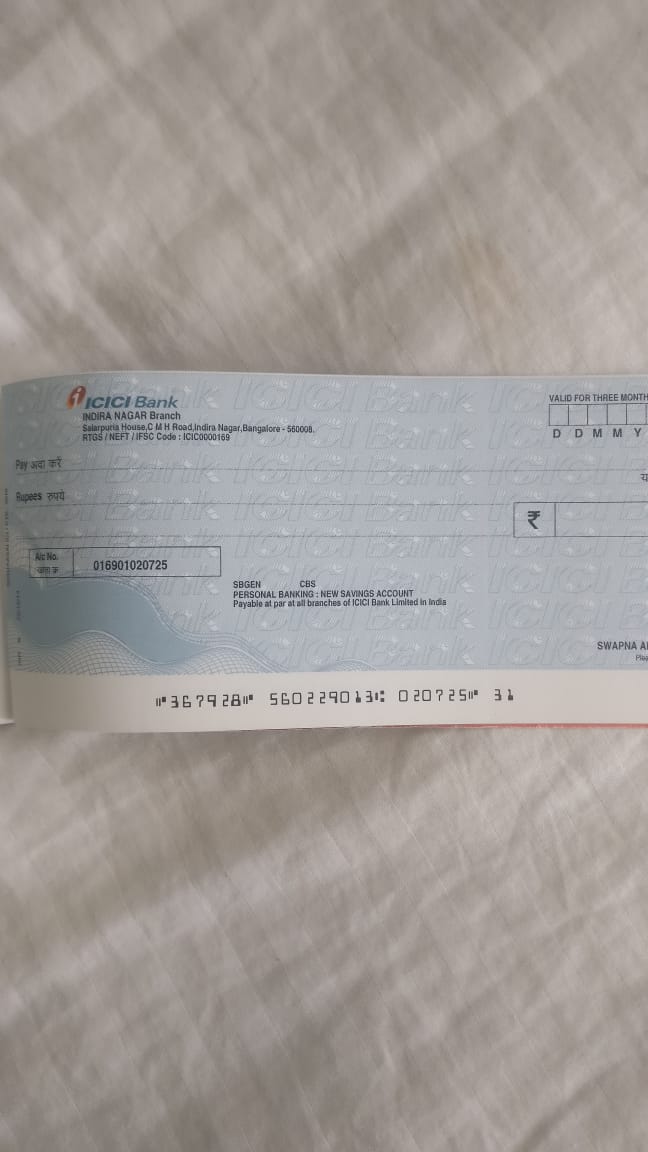 ICICI Bank
INDIRA NAGAR Branch
Salarpuria House,C M H Road,Indira Nagar,Bangalore - 560008.
RTGS / NEFT / IFSC Code : ICIC0000169
VALID FOR THREE MONTH
D D M M Y
Pay अदा करें
या
Rupees रुपये
₹
A/c No.
खाता क्र.
016901020725
SBGEN CBS
PERSONAL BANKING : NEW SAVINGS ACCOUNT
Payable at par at all branches of ICICI Bank Limited in India
SWAPNA
⑈367928⑈ 560229013⑆ 020725⑈ 31